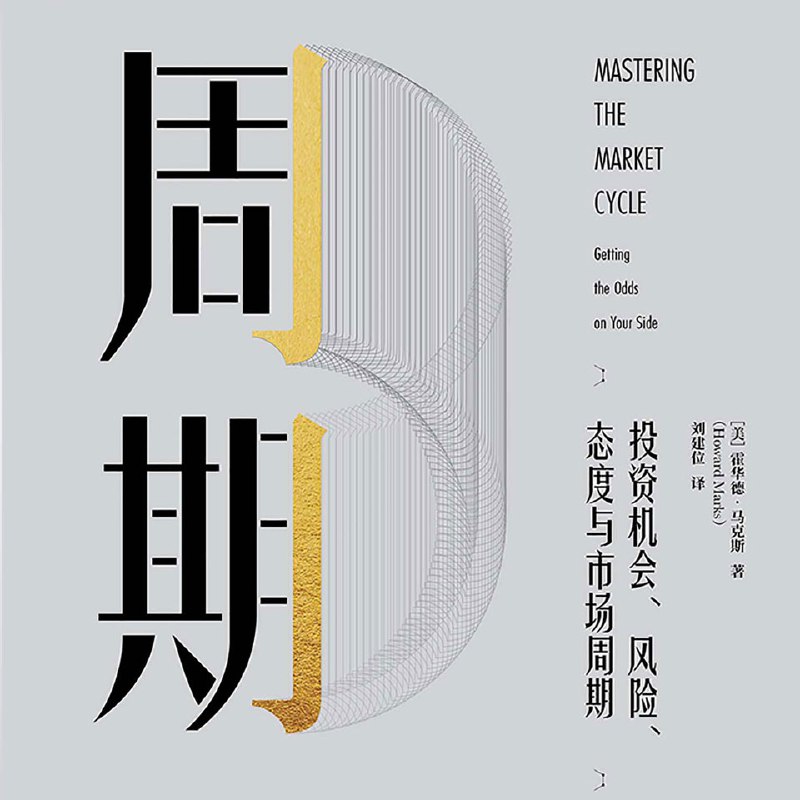 周期
MASTERING
THE
MARKET
CYCLE
Getting
the Odds
on Your Side
投资机会、风险、
态度与市场周期
[美] 霍华德·马克斯 著
(Howard Marks)
刘建位 译